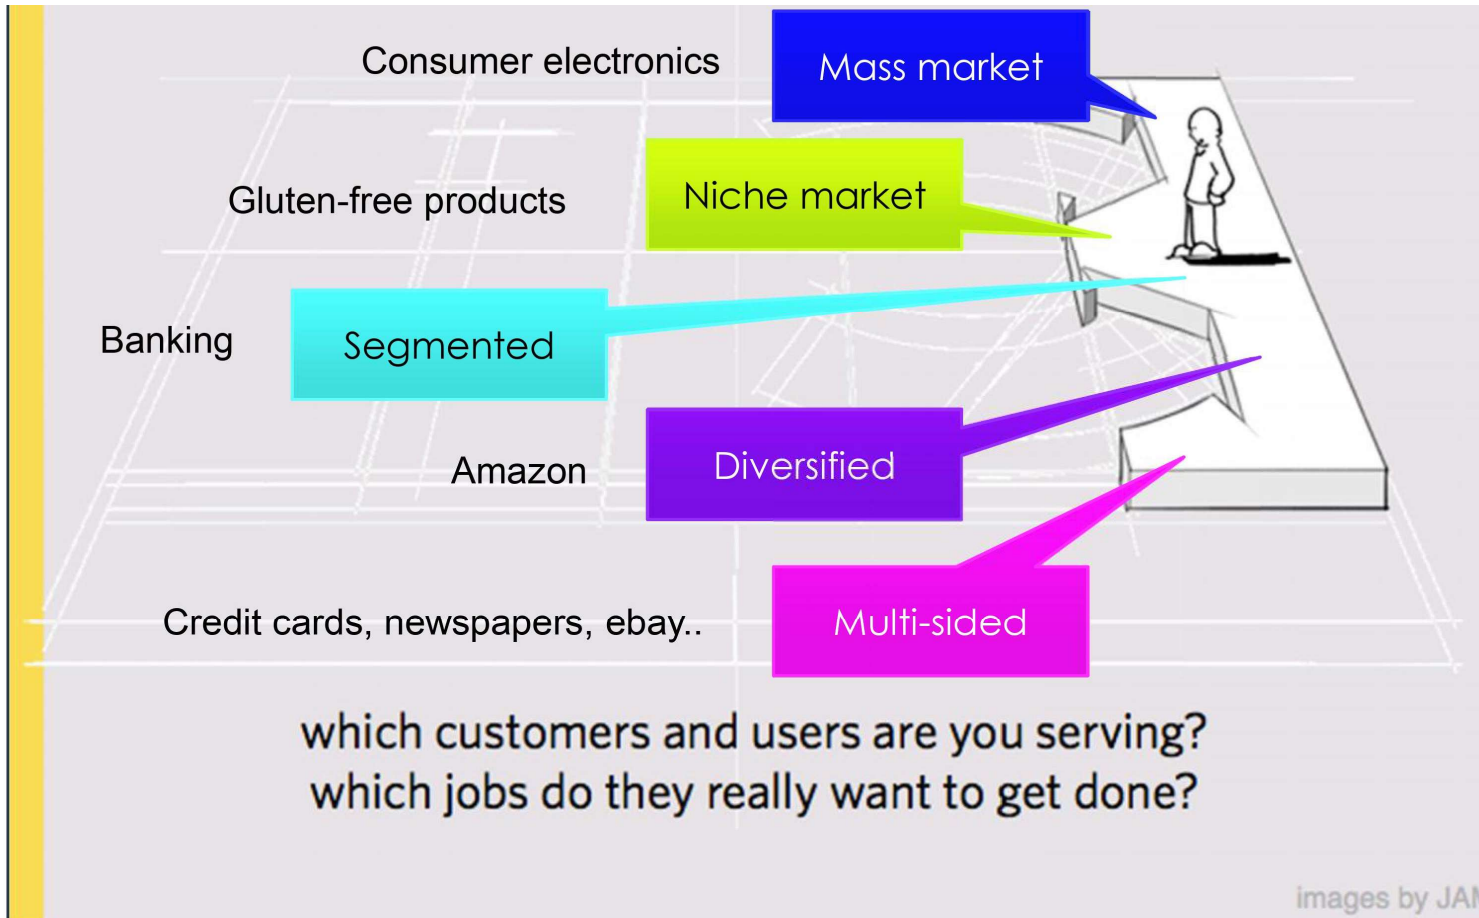 Consumer electronics
Mass market
Gluten-free products
Niche market
Banking
Segmented
Amazon
Diversified
Credit cards, newspapers, ebay..
Multi-sided
which customers and users are you serving?
which jobs do they really want to get done?
images by JAM